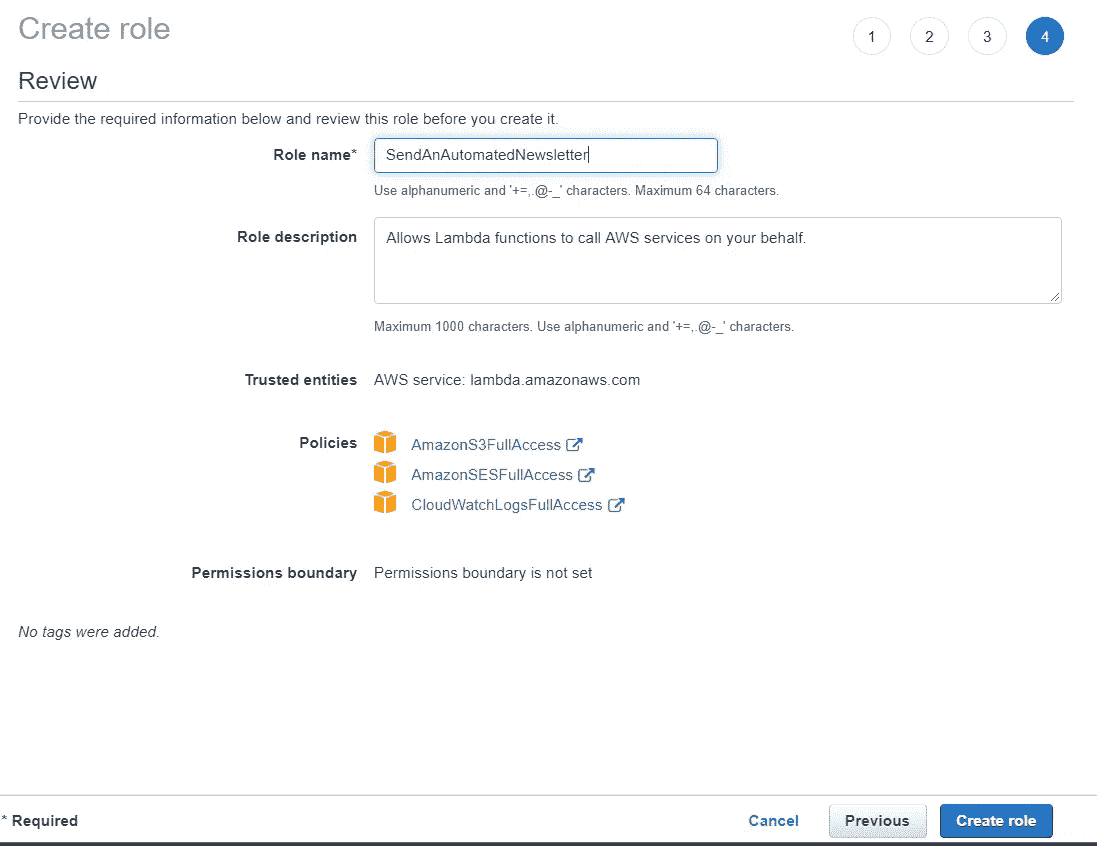 Create role
1 2 3 4
Review
Provide the required information below and review this role before you create it.
Role name* SendAnAutomatedNewsletter
Use alphanumeric and '+=,.@-_' characters. Maximum 64 characters.
Role description Allows Lambda functions to call AWS services on your behalf.
Maximum 1000 characters. Use alphanumeric and '+=,.@-_' characters.
Trusted entities AWS service: lambda.amazonaws.com
Policies AmazonS3FullAccess
AmazonSESFullAccess
CloudWatchLogsFullAccess
Permissions boundary Permissions boundary is not set
No tags were added.
* Required Cancel Previous Create role